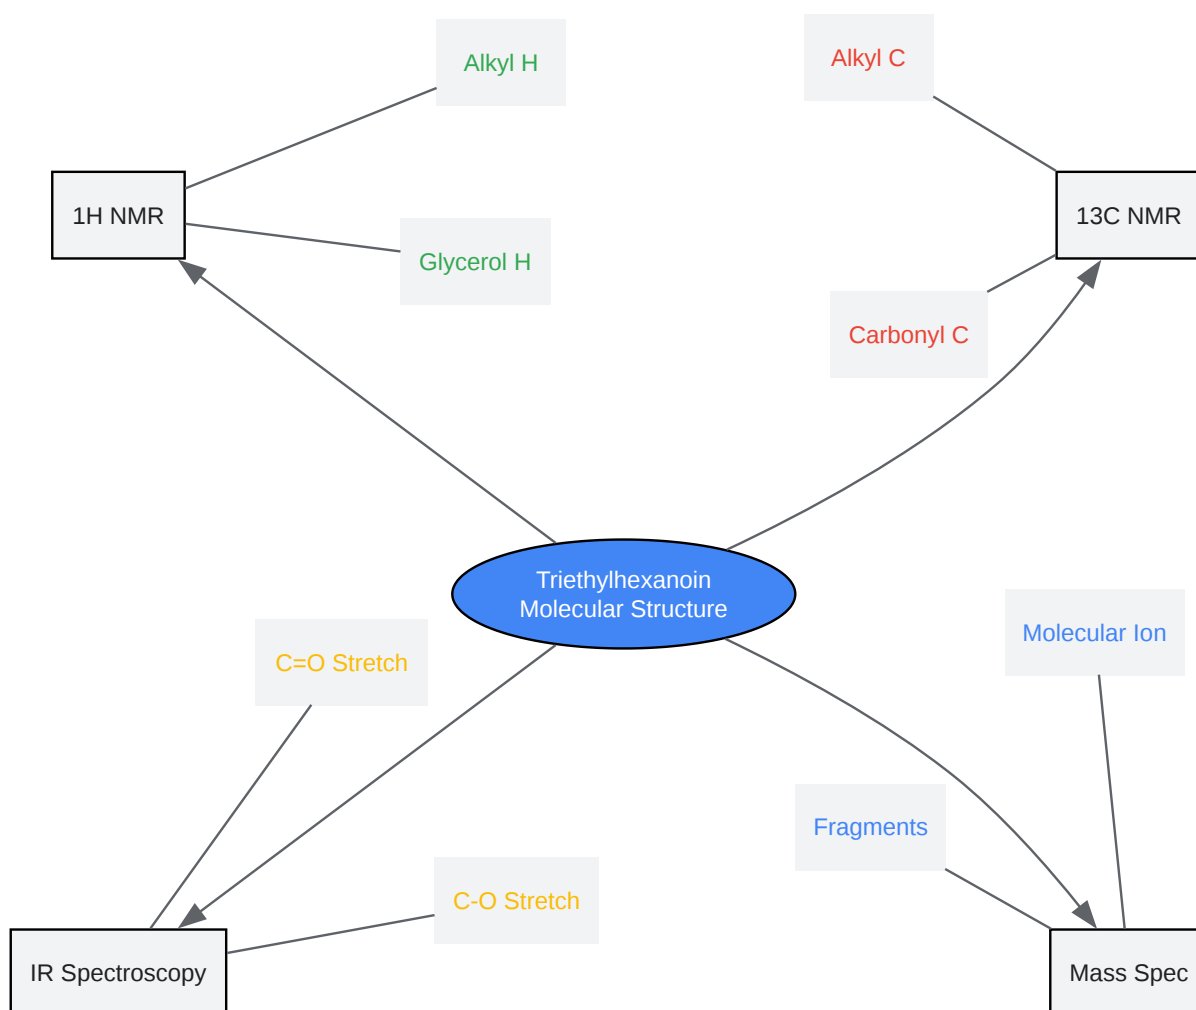 Alkyl H
Alkyl C
1H NMR
13C NMR
Glycerol H
Carbonyl C
Triethylhexanoin
Molecular Structure
C=O Stretch
Molecular Ion
Fragments
C-O Stretch
IR Spectroscopy
Mass Spec